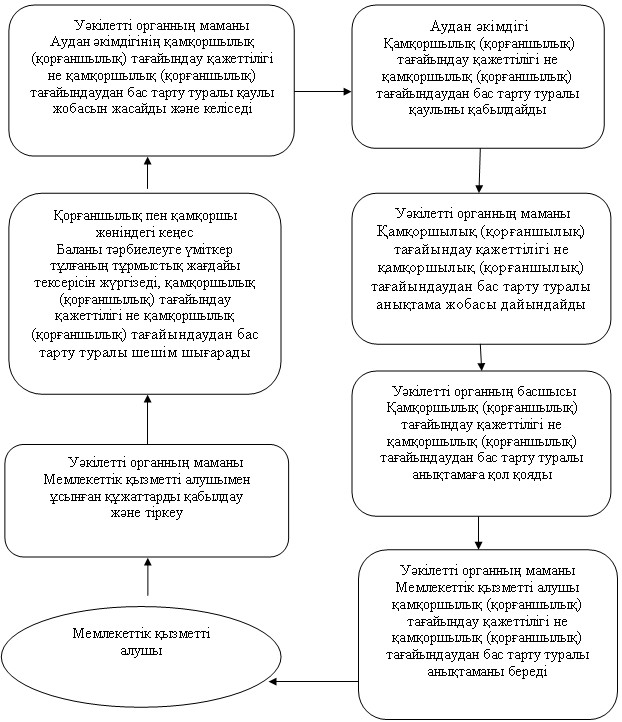 Уәкілетті органның маманы
Аудан әкімдігінің қамқоршылық
(қорғаншылық) тағайындау қажеттілігі
не қамқоршылық (қорғаншылық)
тағайындаудан бас тарту туралы қаулы
жобасын жасайды және келіседі
Аудан әкімдігі
Қамқоршылық (қорғаншылық)
тағайындау қажеттілігі не
қамқоршылық (қорғаншылық)
тағайындаудан бас тарту туралы
қаулыны қабылдайды
Қорғаншылық пен қамқоршы
жөніндегі кеңес
Баланы тәрбиелеуге үміткер
тұлғаның тұрмыстық жағдайы
тексерісін жүргізеді, қамқоршылық
(қорғаншылық) тағайындау
қажеттілігі не қамқоршылық
(қорғаншылық) тағайындаудан бас
тарту туралы шешім шығарады
Уәкілетті органның маманы
Қамқоршылық (қорғаншылық)
тағайындау қажеттілігі не
қамқоршылық (қорғаншылық)
тағайындаудан бас тарту туралы
анықтама жобасы дайындайды
Уәкілетті органның басшысы
Қамқоршылық (қорғаншылық)
тағайындау қажеттілігі не
қамқоршылық (қорғаншылық)
тағайындаудан бас тарту туралы
анықтамаға қол қояды
Уәкілетті органның маманы
Мемлекеттік қызметті алушымен
ұсынған құжаттарды қабылдау
және тіркеу
Уәкілетті органның маманы
Мемлекеттік қызметті алушы
қамқоршылық (қорғаншылық)
тағайындау қажеттілігі не
қамқоршылық (қорғаншылық)
тағайындаудан бас тарту туралы
анықтаманы береді
Мемлекеттік қызметті
алушы